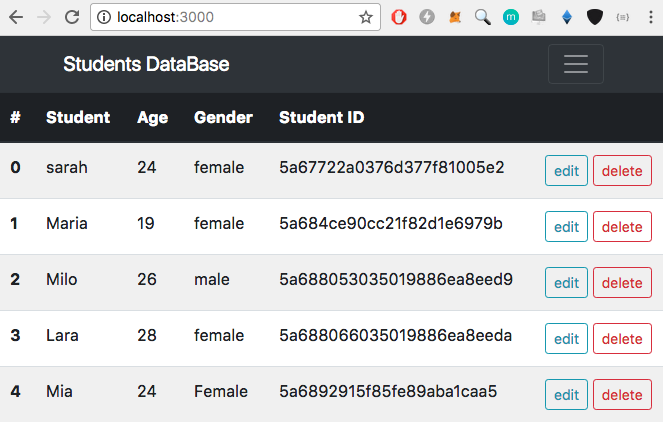 localhost:3000
Students DataBase
# Student Age Gender Student ID
0 sarah 24 female 5a67722a0376d377f81005e2 edit delete
1 Maria 19 female 5a684ce90cc21f82d1e6979b edit delete
2 Milo 26 male 5a688053035019886ea8eed9 edit delete
3 Lara 28 female 5a688066035019886ea8eeda edit delete
4 Mia 24 Female 5a6892915f85fe89aba1caa5 edit delete